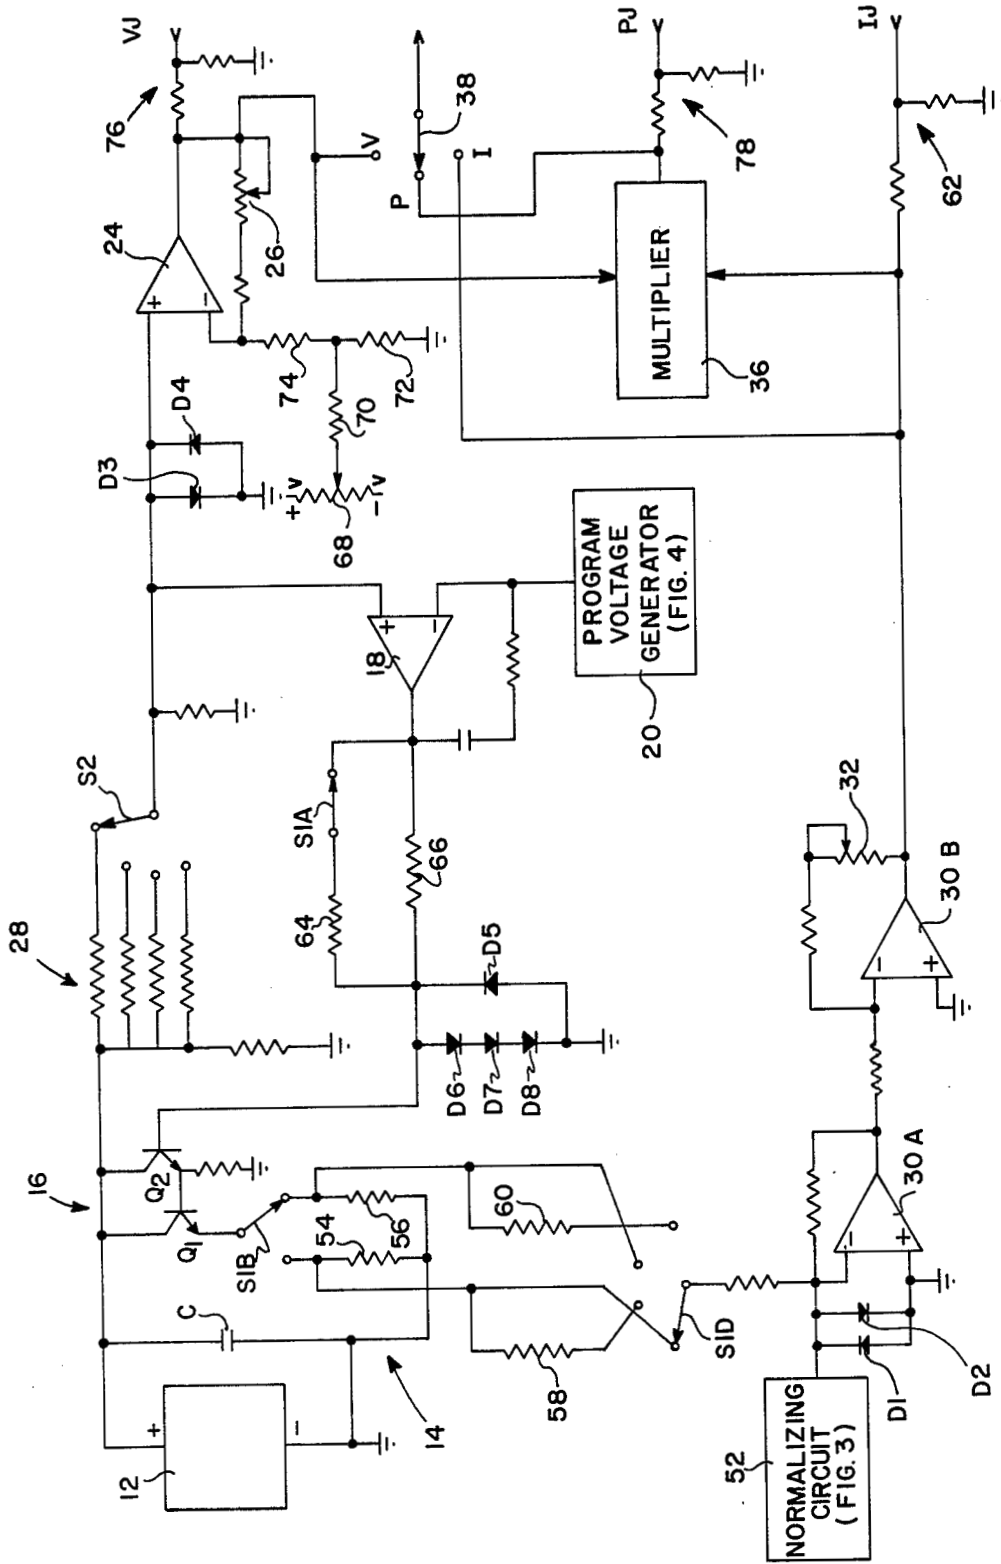 16
28
S2
D3
D4
24
76
VJ
12
+
−
C
Q1
Q2
S1B
54
56
14
64
S1A
66
18
+
−
68
+V
−V
70
72
74
26
+
−
V
P
I
38
D6
D7
D8
D5
20
PROGRAM
VOLTAGE
GENERATOR
(FIG. 4)
MULTIPLIER
36
78
PJ
58
60
S1D
52
NORMALIZING
CIRCUIT
(FIG. 3)
D1
D2
−
+
30A
−
+
30B
32
62
IJ